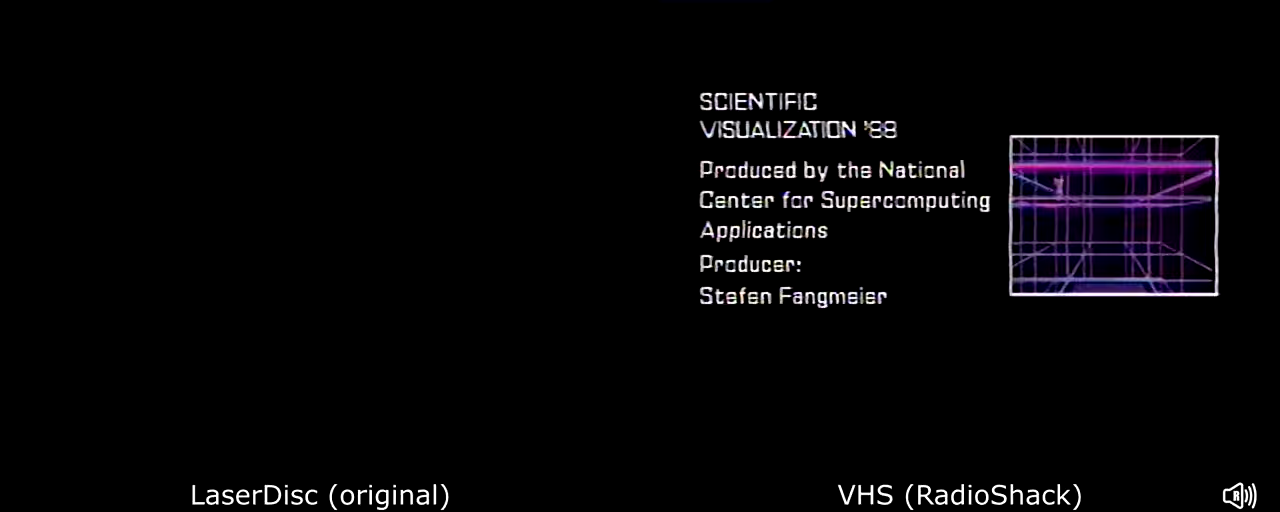 SCIENTIFIC
VISUALIZATION '88
Produced by the National
Center for Supercomputing
Applications
Producer:
Stefen Fangmeier
LaserDisc (original)
VHS (RadioShack)
R